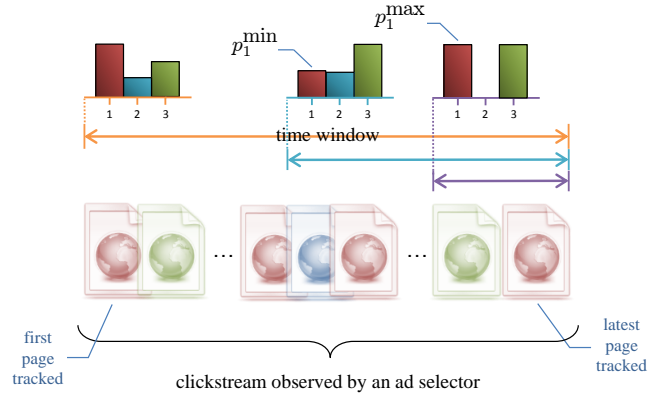 p₁ᵐᵃˣ
p₁ᵐⁱⁿ
1 2 3
1 2 3
1 2 3
time window
... ...
first
page
tracked
latest
page
tracked
clickstream observed by an ad selector